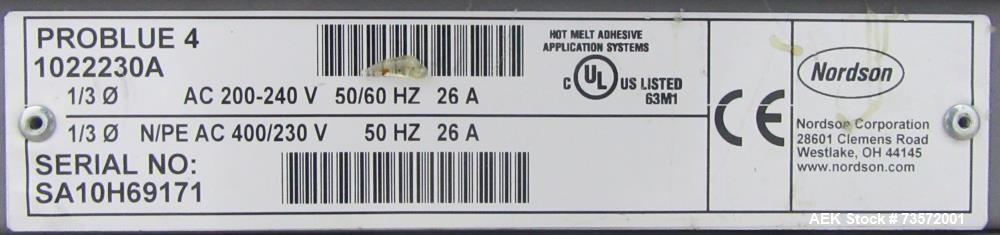 PROBLUE 4
1022230A
1/3 Ø AC 200-240 V 50/60 HZ 26 A
1/3 Ø N/PE AC 400/230 V 50 HZ 26 A
SERIAL NO:
SA10H69171
HOT MELT ADHESIVE
APPLICATION SYSTEMS
C UL US LISTED
63M1
CE
Nordson
Nordson Corporation
28601 Clemens Road
Westlake, OH 44145
www.nordson.com
AEK Stock # 73572001